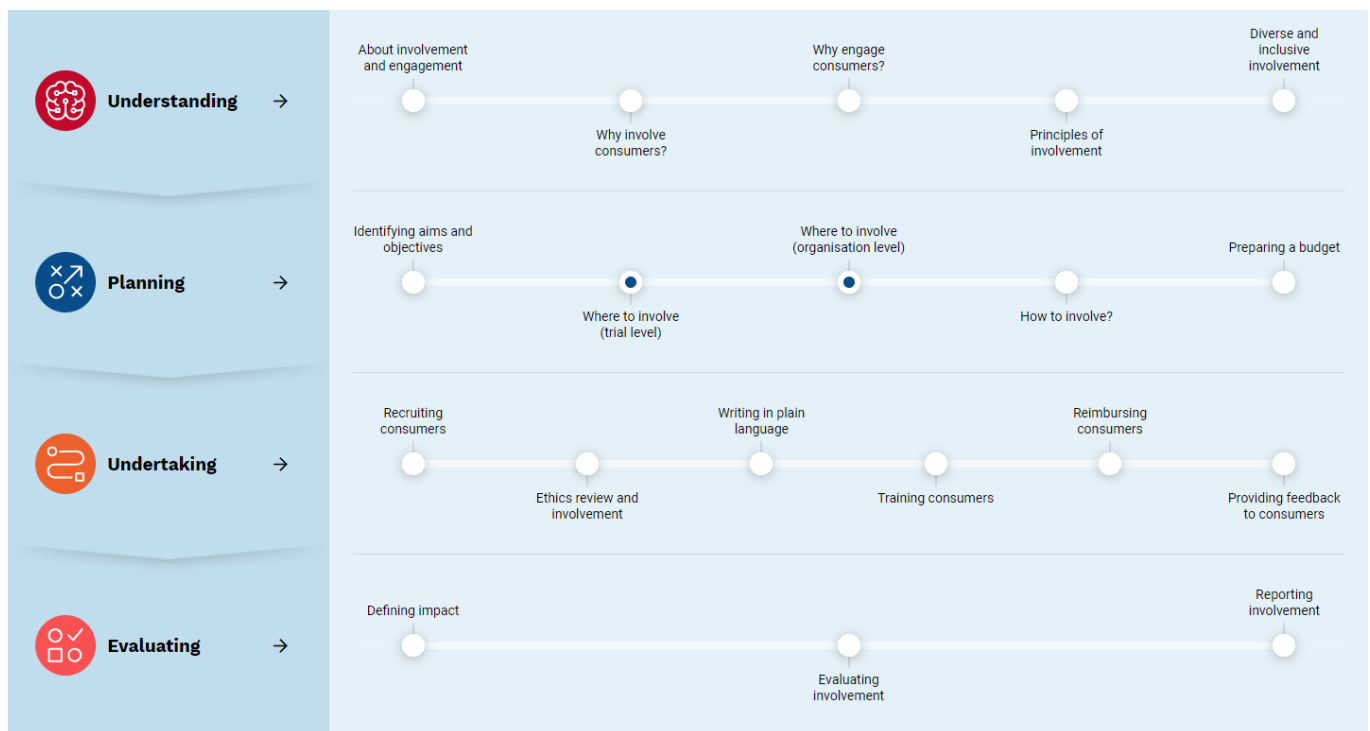 Understanding
About involvement
and engagement
Why involve
consumers?
Why engage
consumers?
Principles of
involvement
Diverse and
inclusive
involvement
Planning
Identifying aims and
objectives
Where to involve
(trial level)
Where to involve
(organisation level)
How to involve?
Preparing a budget
Undertaking
Recruiting
consumers
Ethics review and
involvement
Writing in plain
language
Training consumers
Reimbursing
consumers
Providing feedback
to consumers
Evaluating
Defining impact
Evaluating
involvement
Reporting
involvement